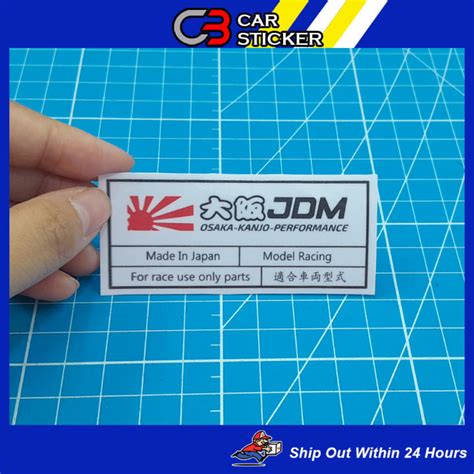 C3 CAR
STICKER
大阪JDM
OSAKA-KANJO-PERFORMANCE
Made In Japan Model Racing
For race use only parts 適合車両型式
Ship Out Within 24 Hours